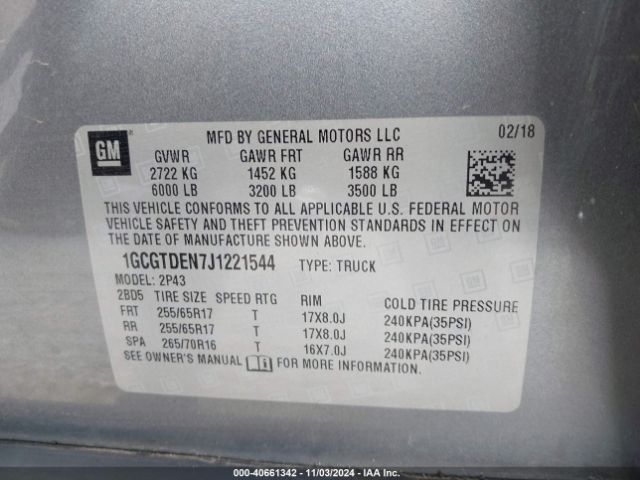 GM
MFD BY GENERAL MOTORS LLC 02/18
GVWR GAWR FRT GAWR RR
2722 KG 1452 KG 1588 KG
6000 LB 3200 LB 3500 LB
THIS VEHICLE CONFORMS TO ALL APPLICABLE U.S. FEDERAL MOTOR
VEHICLE SAFETY AND THEFT PREVENTION STANDARDS IN EFFECT ON
THE DATE OF MANUFACTURE SHOWN ABOVE.
1GCGTDEN7J1221544 TYPE: TRUCK
MODEL: 2P43
2BD5 TIRE SIZE SPEED RTG RIM COLD TIRE PRESSURE
FRT 255/65R17 T 17X8.0J 240KPA(35PSI)
RR 255/65R17 T 17X8.0J 240KPA(35PSI)
SPA 265/70R16 T 16X7.0J 240KPA(35PSI)
SEE OWNER'S MANUAL FOR MORE INFORMATION.
000-40661342 - 11/03/2024 - IAA, Inc.